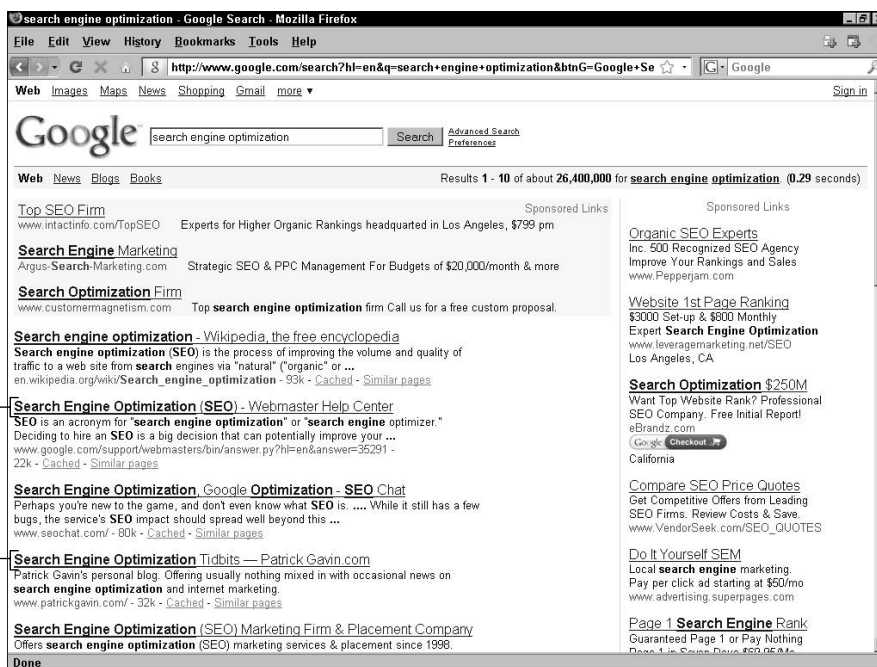 search engine optimization - Google Search - Mozilla Firefox
File Edit View History Bookmarks Tools Help
http://www.google.com/search?hl=en&q=search+engine+optimization&btnG=Google+Se
Google
Web Images Maps News Shopping Gmail more ▼
Sign in
Google
search engine optimization
Search
Advanced Search
Preferences
Web News Blogs Books
Results 1 - 10 of about 26,400,000 for search engine optimization. (0.29 seconds)
Top SEO Firm
Sponsored Links
www.intactinfo.com/TopSEO Experts for Higher Organic Rankings headquarted in Los Angeles, $799 pm
Search Engine Marketing
Argus-Search-Marketing.com Strategic SEO & PPC Management For Budgets of $20,000/month & more
Search Optimization Firm
www.customermagnetism.com Top search engine optimization firm Call us for a free custom proposal.
Search engine optimization - Wikipedia, the free encyclopedia
Search engine optimization (SEO) is the process of improving the volume and quality of
traffic to a web site from search engines via "natural" ("organic" or ...
en.wikipedia.org/wiki/Search_engine_optimization - 93k - Cached - Similar pages
Search Engine Optimization (SEO) - Webmaster Help Center
SEO is an acronym for "search engine optimization" or "search engine optimizer."
Deciding to hire an SEO is a big decision that can potentially improve your ...
www.google.com/support/webmasters/bin/answer.py?hl=en&answer=35291 -
22k - Cached - Similar pages
Search Engine Optimization, Google Optimization - SEO Chat
Perhaps you're new to the game, and don't even know what SEO is. .... While it still has a few
bugs, the service's SEO impact should spread well beyond this ...
www.seochat.com/ - 80k - Cached - Similar pages
Search Engine Optimization Tidbits — Patrick Gavin.com
Patrick Gavin's personal blog. Offering usually nothing mixed in with occasional news on
search engine optimization and internet marketing.
www.patrickgavin.com/ - 32k - Cached - Similar pages
Search Engine Optimization (SEO) Marketing Firm & Placement Company
Offers search engine optimization (SEO) marketing services & placement since 1998.
Sponsored Links
Organic SEO Experts
Inc. 500 Recognized SEO Agency
Improve Your Rankings and Sales
www.Pepperjam.com
Website 1st Page Ranking
$3000 Set-up & $800 Monthly
Expert Search Engine Optimization
www.leveragemarketing.net/SEO
Los Angeles, CA
Search Optimization $250M
Want Top Website Rank? Professional
SEO Company. Free Initial Report!
eBrandz.com
Google Checkout
California
Compare SEO Price Quotes
Get Competitive Offers from Leading
SEO Firms. Review Costs & Save.
www.VendorSeek.com/SEO_QUOTES
Do It Yourself SEM
Local search engine marketing.
Pay per click ad starting at $50/mo
www.advertising.superpages.com
Page 1 Search Engine Rank
Guaranteed Page 1 or Pay Nothing
Page 1 in Seven Days $69.95/Mo
Done